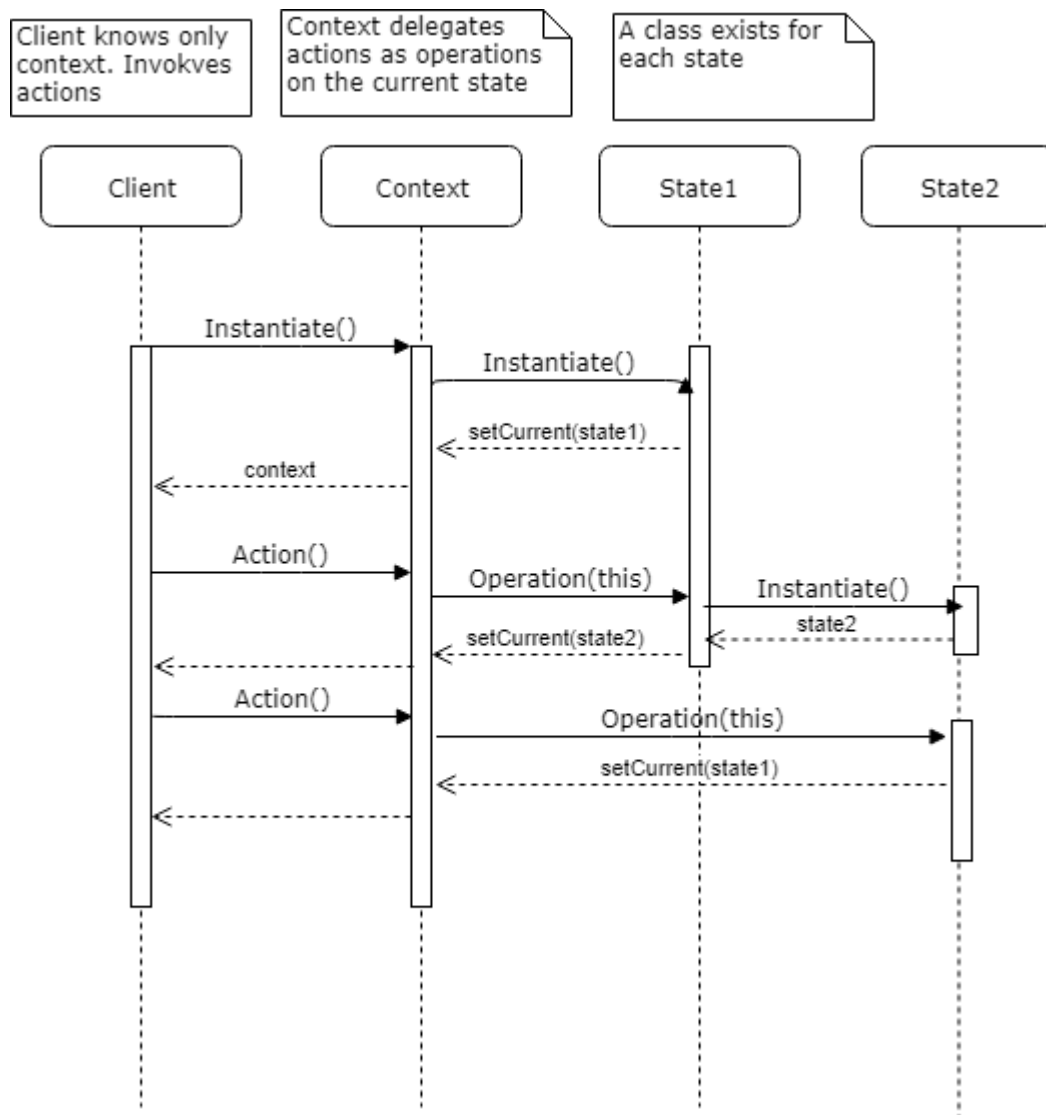 Client knows only
context. Invokves
actions
Context delegates
actions as operations
on the current state
A class exists for
each state
Client
Context
State1
State2
Instantiate()
Instantiate()
setCurrent(state1)
context
Action()
Operation(this)
Instantiate()
state2
setCurrent(state2)
Action()
Operation(this)
setCurrent(state1)